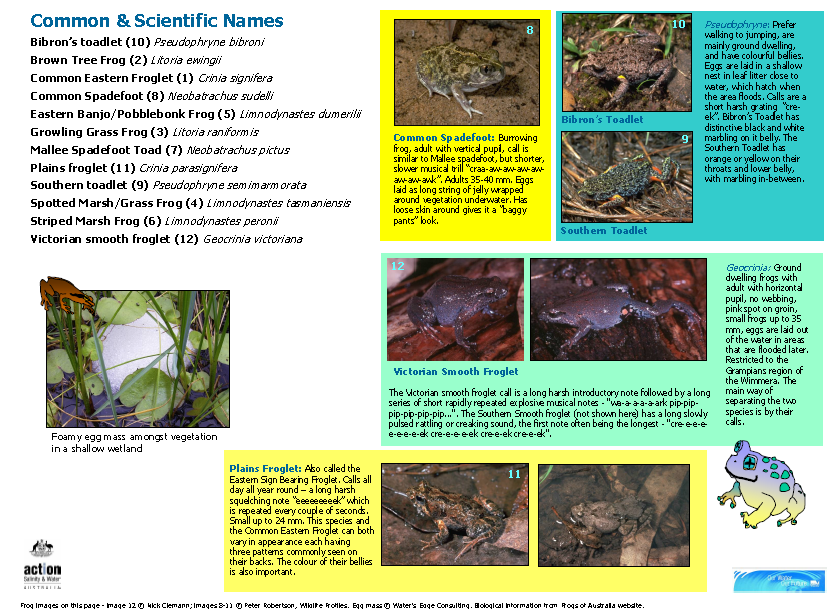 Common & Scientific Names
Bibron's toadlet (10) Pseudophryne bibroni
Brown Tree Frog (2) Litoria ewingii
Common Eastern Froglet (1) Crinia signifera
Common Spadefoot (8) Neobatrachus sudelli
Eastern Banjo/Pobblebonk Frog (5) Limnodynastes dumerilii
Growling Grass Frog (3) Litoria raniformis
Mallee Spadefoot Toad (7) Neobatrachus pictus
Plains froglet (11) Crinia parasignifera
Southern toadlet (9) Pseudophryne semimarmorata
Spotted Marsh/Grass Frog (4) Limnodynastes tasmaniensis
Striped Marsh Frog (6) Limnodynastes peronii
Victorian smooth froglet (12) Geocrinia victoriana
Foamy egg mass amongst vegetation
in a shallow wetland
8
Common Spadefoot: Burrowing
frog, adult with vertical pupil, call is
similar to Mallee spadefoot, but shorter,
slower musical trill "craa-aw-aw-aw-aw-
aw-aw-awk". Adults 35-40 mm. Eggs
laid as long string of jelly wrapped
around vegetation underwater. Has
loose skin around gives it a "baggy
pants" look.
10
Bibron's Toadlet
9
Southern Toadlet
Pseudophryne: Prefer
walking to jumping, are
mainly ground dwelling,
and have colourful bellies.
Eggs are laid in a shallow
nest in leaf litter close to
water, which hatch when
the area floods. Calls are a
short harsh grating "cre-
ek". Bibron's Toadlet has
distinctive black and white
marbling on it belly. The
Southern Toadlet has
orange or yellow on their
throats and lower belly,
with marbling in-between.
12
Victorian Smooth Froglet
The Victorian smooth froglet call is a long harsh introductory note followed by a long
series of short rapidly repeated explosive musical notes - "wa-a-a-a-a-ark pip-pip-
pip-pip-pip-pip...". The Southern Smooth froglet (not shown here) has a long slowly
pulsed rattling or creaking sound, the first note often being the longest - "cre-e-e-e-
e-e-e-e-ek cre-e-e-e-ek cre-e-ek cre-e-ek".
Geocrinia: Ground
dwelling frogs with
adult with horizontal
pupil, no webbing,
pink spot on groin,
small frogs up to 35
mm, eggs are laid out
of the water in areas
that are flooded later.
Restricted to the
Grampians region of
the Wimmera. The
main way of
separating the two
species is by their
calls.
Plains Froglet: Also called the
Eastern Sign Bearing Froglet. Calls all
day all year round – a long harsh
squelching note "eeeeeeeek" which
is repeated every couple of seconds.
Small up to 24 mm. This species and
the Common Eastern Froglet can both
vary in appearance each having
three patterns commonly seen on
their backs. The colour of their bellies
is also important.
11
action
Salinity & Water
AUSTRALIA
Frog Images on this page - Image 12 © Nick Clemann; Images 8-11 © Peter Robertson, Wildlife Profiles. Egg mass © Water's Edge Consulting. Biological information from Frogs of Australia website.